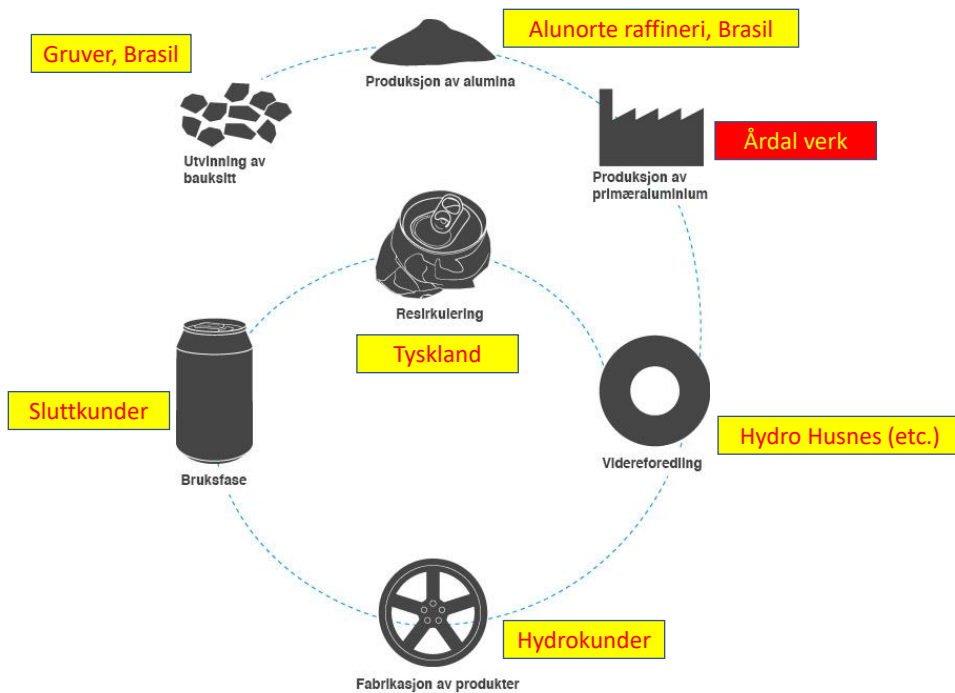 Alunorte raffineri, Brasil
Gruver, Brasil
Produksjon av alumina
Årdal verk
Utvinning av
bauksitt
Produksjon av
primæraluminium
Resirkulering
Tyskland
Sluttkunder
Hydro Husnes (etc.)
Videreforedling
Bruksfase
Hydrokunder
Fabrikasjon av produkter